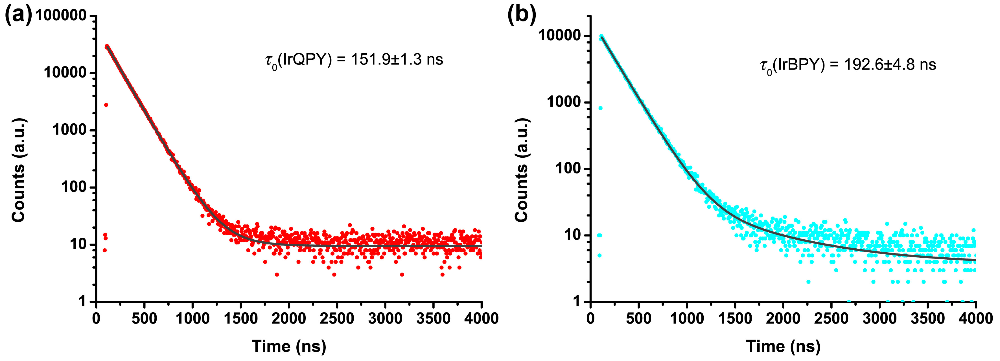 (a)
100000
10000
1000
100
10
1
Counts (a.u.)
τ0(IrQPY) = 151.9±1.3 ns
0 500 1000 1500 2000 2500 3000 3500 4000
Time (ns)
(b)
10000
1000
100
10
1
Counts (a.u.)
τ0(IrBPY) = 192.6±4.8 ns
0 500 1000 1500 2000 2500 3000 3500 4000
Time (ns)